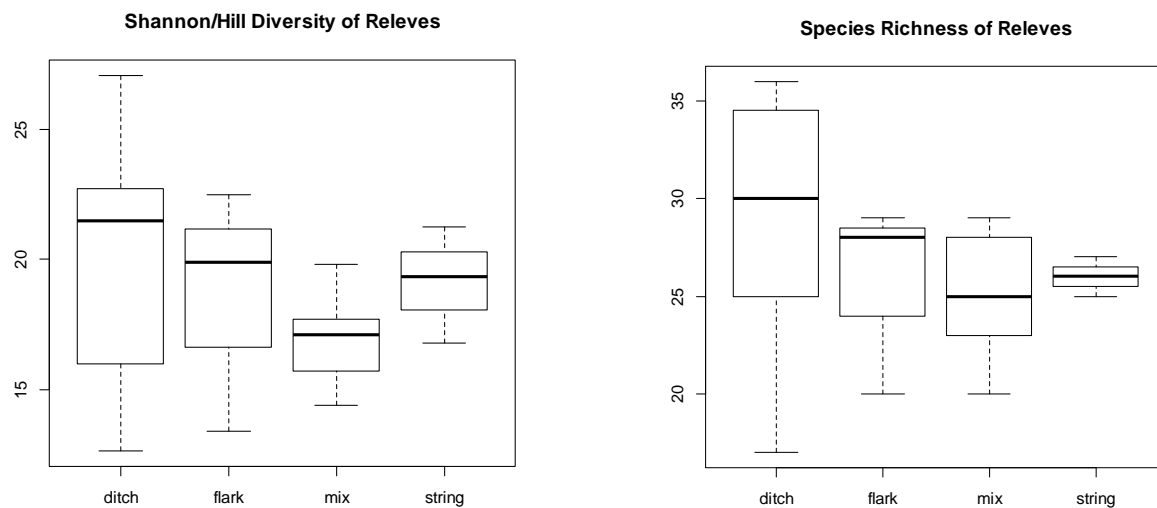 Shannon/Hill Diversity of Releves
25
20
15
ditch flark mix string
Species Richness of Releves
35
30
25
20
ditch flark mix string